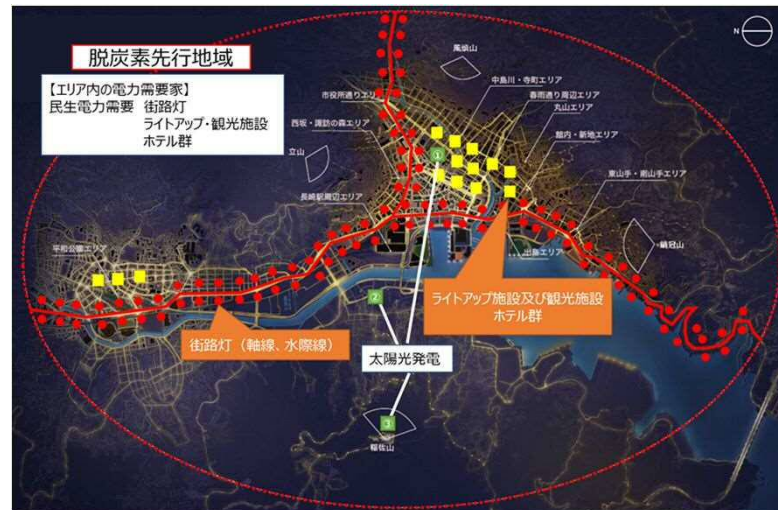 脱炭素先行地域
【エリア内の電力需要家】
民生電力需要 街路灯
ライトアップ・観光施設
ホテル群
N
風頭山
中島川・寺町エリア
市役所通りエリア
春雨通り周辺エリア
丸山エリア
西坂・諏訪の森エリア
館内・新地エリア
立山
①
東山手・南山手エリア
長崎駅周辺エリア
平和公園エリア
鍋冠山
出島エリア
②
ライトアップ施設及び観光施設
ホテル群
街路灯（軸線、水際線）
太陽光発電
③
稲佐山